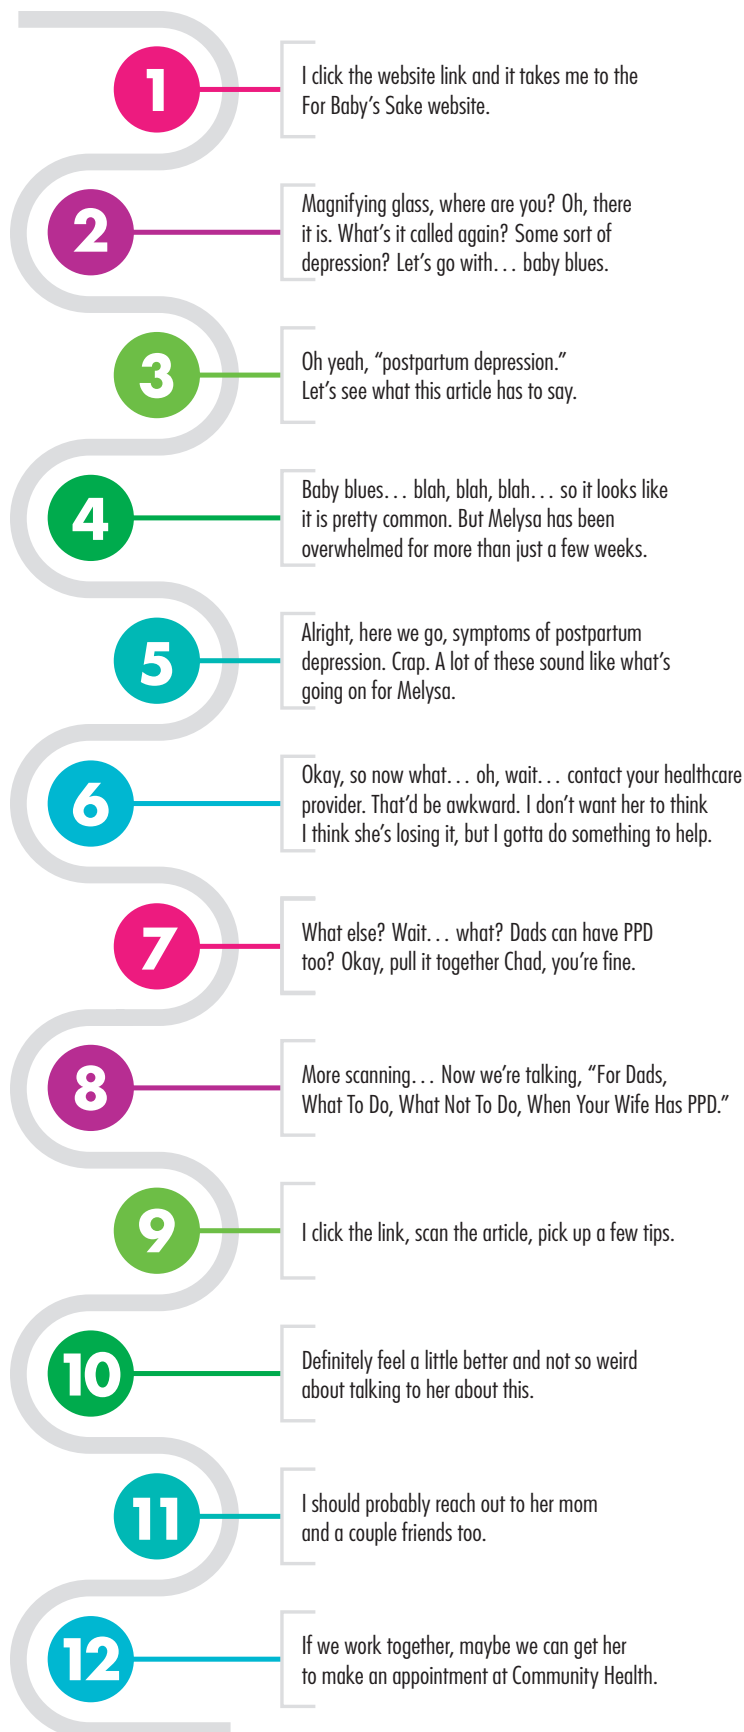 1
I click the website link and it takes me to the
For Baby’s Sake website.
2
Magnifying glass, where are you? Oh, there
it is. What’s it called again? Some sort of
depression? Let’s go with… baby blues.
3
Oh yeah, “postpartum depression.”
Let’s see what this article has to say.
4
Baby blues… blah, blah, blah… so it looks like
it is pretty common. But Melysa has been
overwhelmed for more than just a few weeks.
5
Alright, here we go, symptoms of postpartum
depression. Crap. A lot of these sound like what’s
going on for Melysa.
6
Okay, so now what… oh, wait… contact your healthcare
provider. That’d be awkward. I don’t want her to think
I think she’s losing it, but I gotta do something to help.
7
What else? Wait… what? Dads can have PPD
too? Okay, pull it together Chad, you’re fine.
8
More scanning… Now we’re talking, “For Dads,
What To Do, What Not To Do, When Your Wife Has PPD.”
9
I click the link, scan the article, pick up a few tips.
10
Definitely feel a little better and not so weird
about talking to her about this.
11
I should probably reach out to her mom
and a couple friends too.
12
If we work together, maybe we can get her
to make an appointment at Community Health.